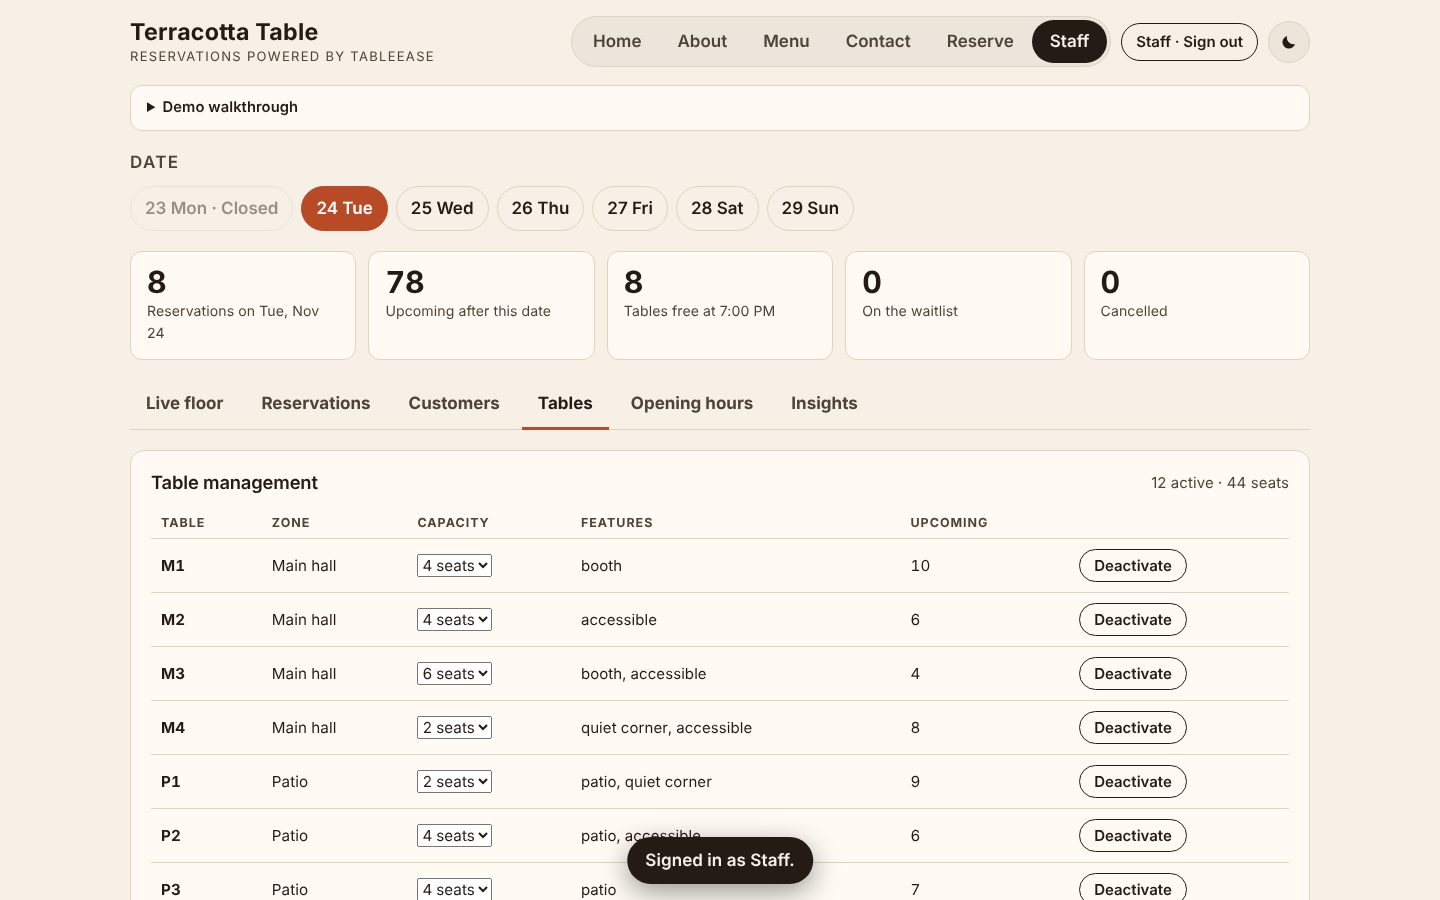 Terracotta Table
RESERVATIONS POWERED BY TABLEEASE
Home About Menu Contact Reserve Staff
Staff · Sign out
Demo walkthrough
DATE
23 Mon · Closed 24 Tue 25 Wed 26 Thu 27 Fri 28 Sat 29 Sun
8
Reservations on Tue, Nov
24
78
Upcoming after this date
8
Tables free at 7:00 PM
0
On the waitlist
0
Cancelled
Live floor Reservations Customers Tables Opening hours Insights
Table management 12 active · 44 seats
TABLE ZONE CAPACITY FEATURES UPCOMING
M1 Main hall 4 seats booth 10 Deactivate
M2 Main hall 4 seats accessible 6 Deactivate
M3 Main hall 6 seats booth, accessible 4 Deactivate
M4 Main hall 2 seats quiet corner, accessible 8 Deactivate
P1 Patio 2 seats patio, quiet corner 9 Deactivate
P2 Patio 4 seats patio, accessible 6 Deactivate
Signed in as Staff.
P3 Patio 4 seats patio 7 Deactivate